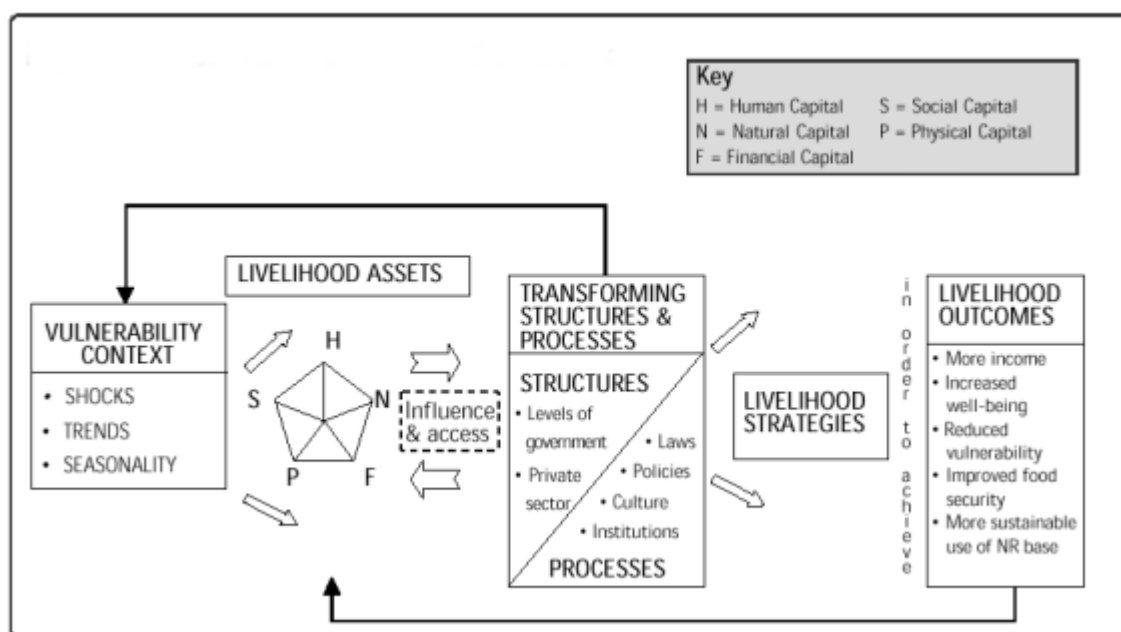 Key
H = Human Capital S = Social Capital
N = Natural Capital P = Physical Capital
F = Financial Capital
LIVELIHOOD ASSETS
VULNERABILITY
CONTEXT
• SHOCKS
• TRENDS
• SEASONALITY
H
S
N
P
F
Influence
& access
TRANSFORMING
STRUCTURES &
PROCESSES
STRUCTURES
• Levels of
government
• Private
sector
• Laws
• Policies
• Culture
• Institutions
PROCESSES
LIVELIHOOD
STRATEGIES
in order to achieve
LIVELIHOOD
OUTCOMES
• More income
• Increased
well-being
• Reduced
vulnerability
• Improved food
security
• More sustainable
use of NR base